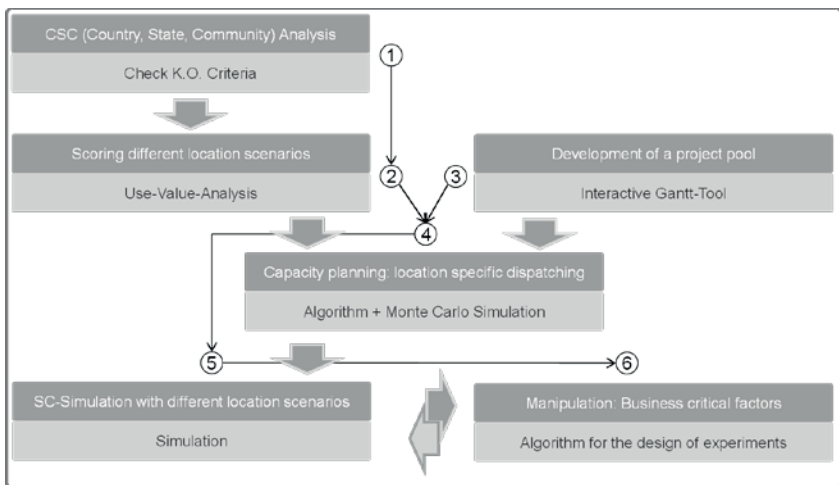 CSC (Country, State, Community) Analysis
1
Check K.O. Criteria
Scoring different location scenarios
Development of a project pool
2
3
Use-Value-Analysis
Interactive Gantt-Tool
4
Capacity planning: location specific dispatching
Algorithm + Monte Carlo Simulation
5
6
SC-Simulation with different location scenarios
Manipulation: Business critical factors
Simulation
Algorithm for the design of experiments